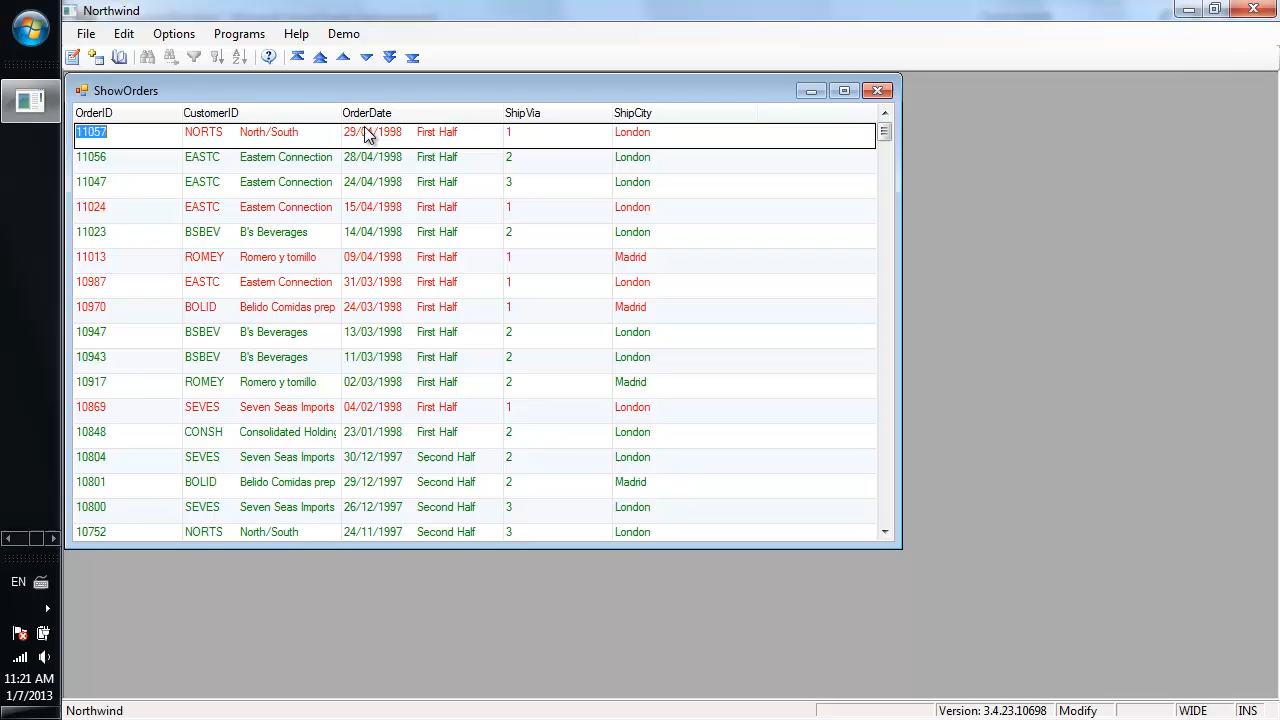 Northwind
File Edit Options Programs Help Demo
ShowOrders
OrderID CustomerID OrderDate ShipVia ShipCity
11057 NORTS North/South 29/ /1998 First Half 1 London
11056 EASTC Eastern Connection 28/04/1998 First Half 2 London
11047 EASTC Eastern Connection 24/04/1998 First Half 3 London
11024 EASTC Eastern Connection 15/04/1998 First Half 1 London
11023 BSBEV B's Beverages 14/04/1998 First Half 2 London
11013 ROMEY Romero y tomillo 09/04/1998 First Half 1 Madrid
10987 EASTC Eastern Connection 31/03/1998 First Half 1 London
10970 BOLID Belido Comidas prep 24/03/1998 First Half 1 Madrid
10947 BSBEV B's Beverages 13/03/1998 First Half 2 London
10943 BSBEV B's Beverages 11/03/1998 First Half 2 London
10917 ROMEY Romero y tomillo 02/03/1998 First Half 2 Madrid
10869 SEVES Seven Seas Imports 04/02/1998 First Half 1 London
10848 CONSH Consolidated Holding 23/01/1998 First Half 2 London
10804 SEVES Seven Seas Imports 30/12/1997 Second Half 2 London
10801 BOLID Belido Comidas prep 29/12/1997 Second Half 2 Madrid
10800 SEVES Seven Seas Imports 26/12/1997 Second Half 3 London
10752 NORTS North/South 24/11/1997 Second Half 3 London
EN
11:21 AM
1/7/2013
Northwind Version: 3.4.23.10698 Modify WIDE INS